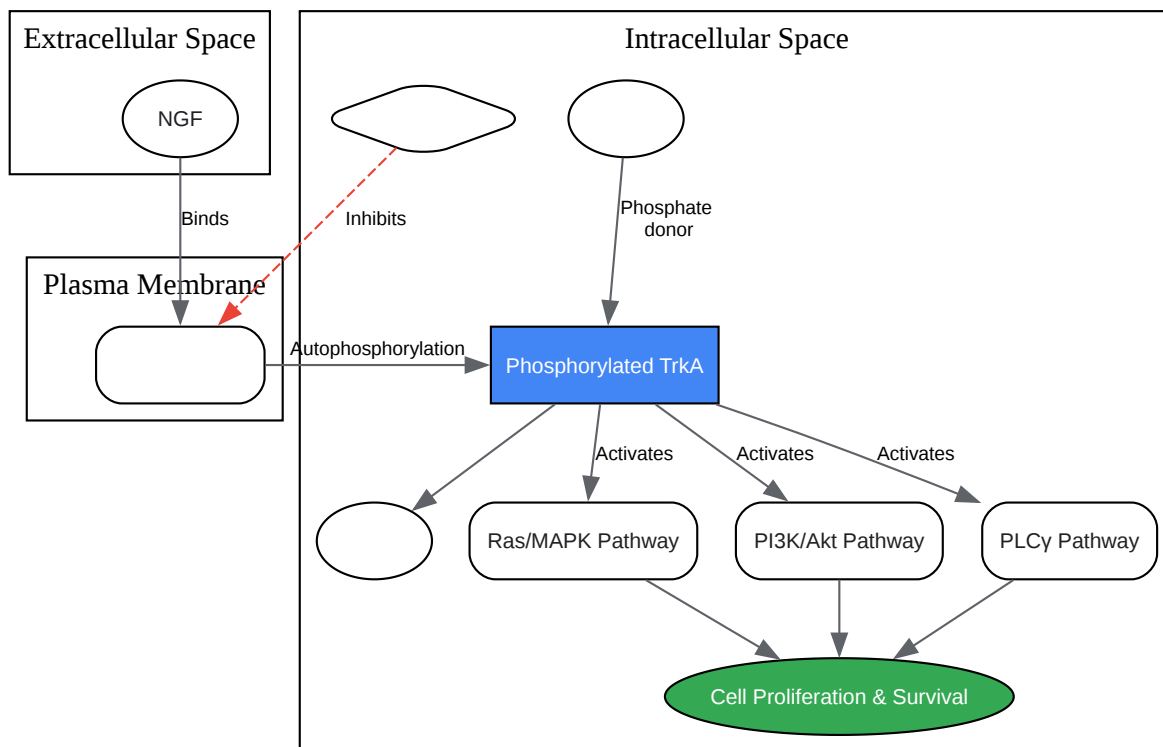 Extracellular Space
Intracellular Space
NGF
Binds
Inhibits
Phosphate
donor
Plasma Membrane
Autophosphorylation
Phosphorylated TrkA
Activates
Activates
Activates
Ras/MAPK Pathway
PI3K/Akt Pathway
PLCγ Pathway
Cell Proliferation & Survival